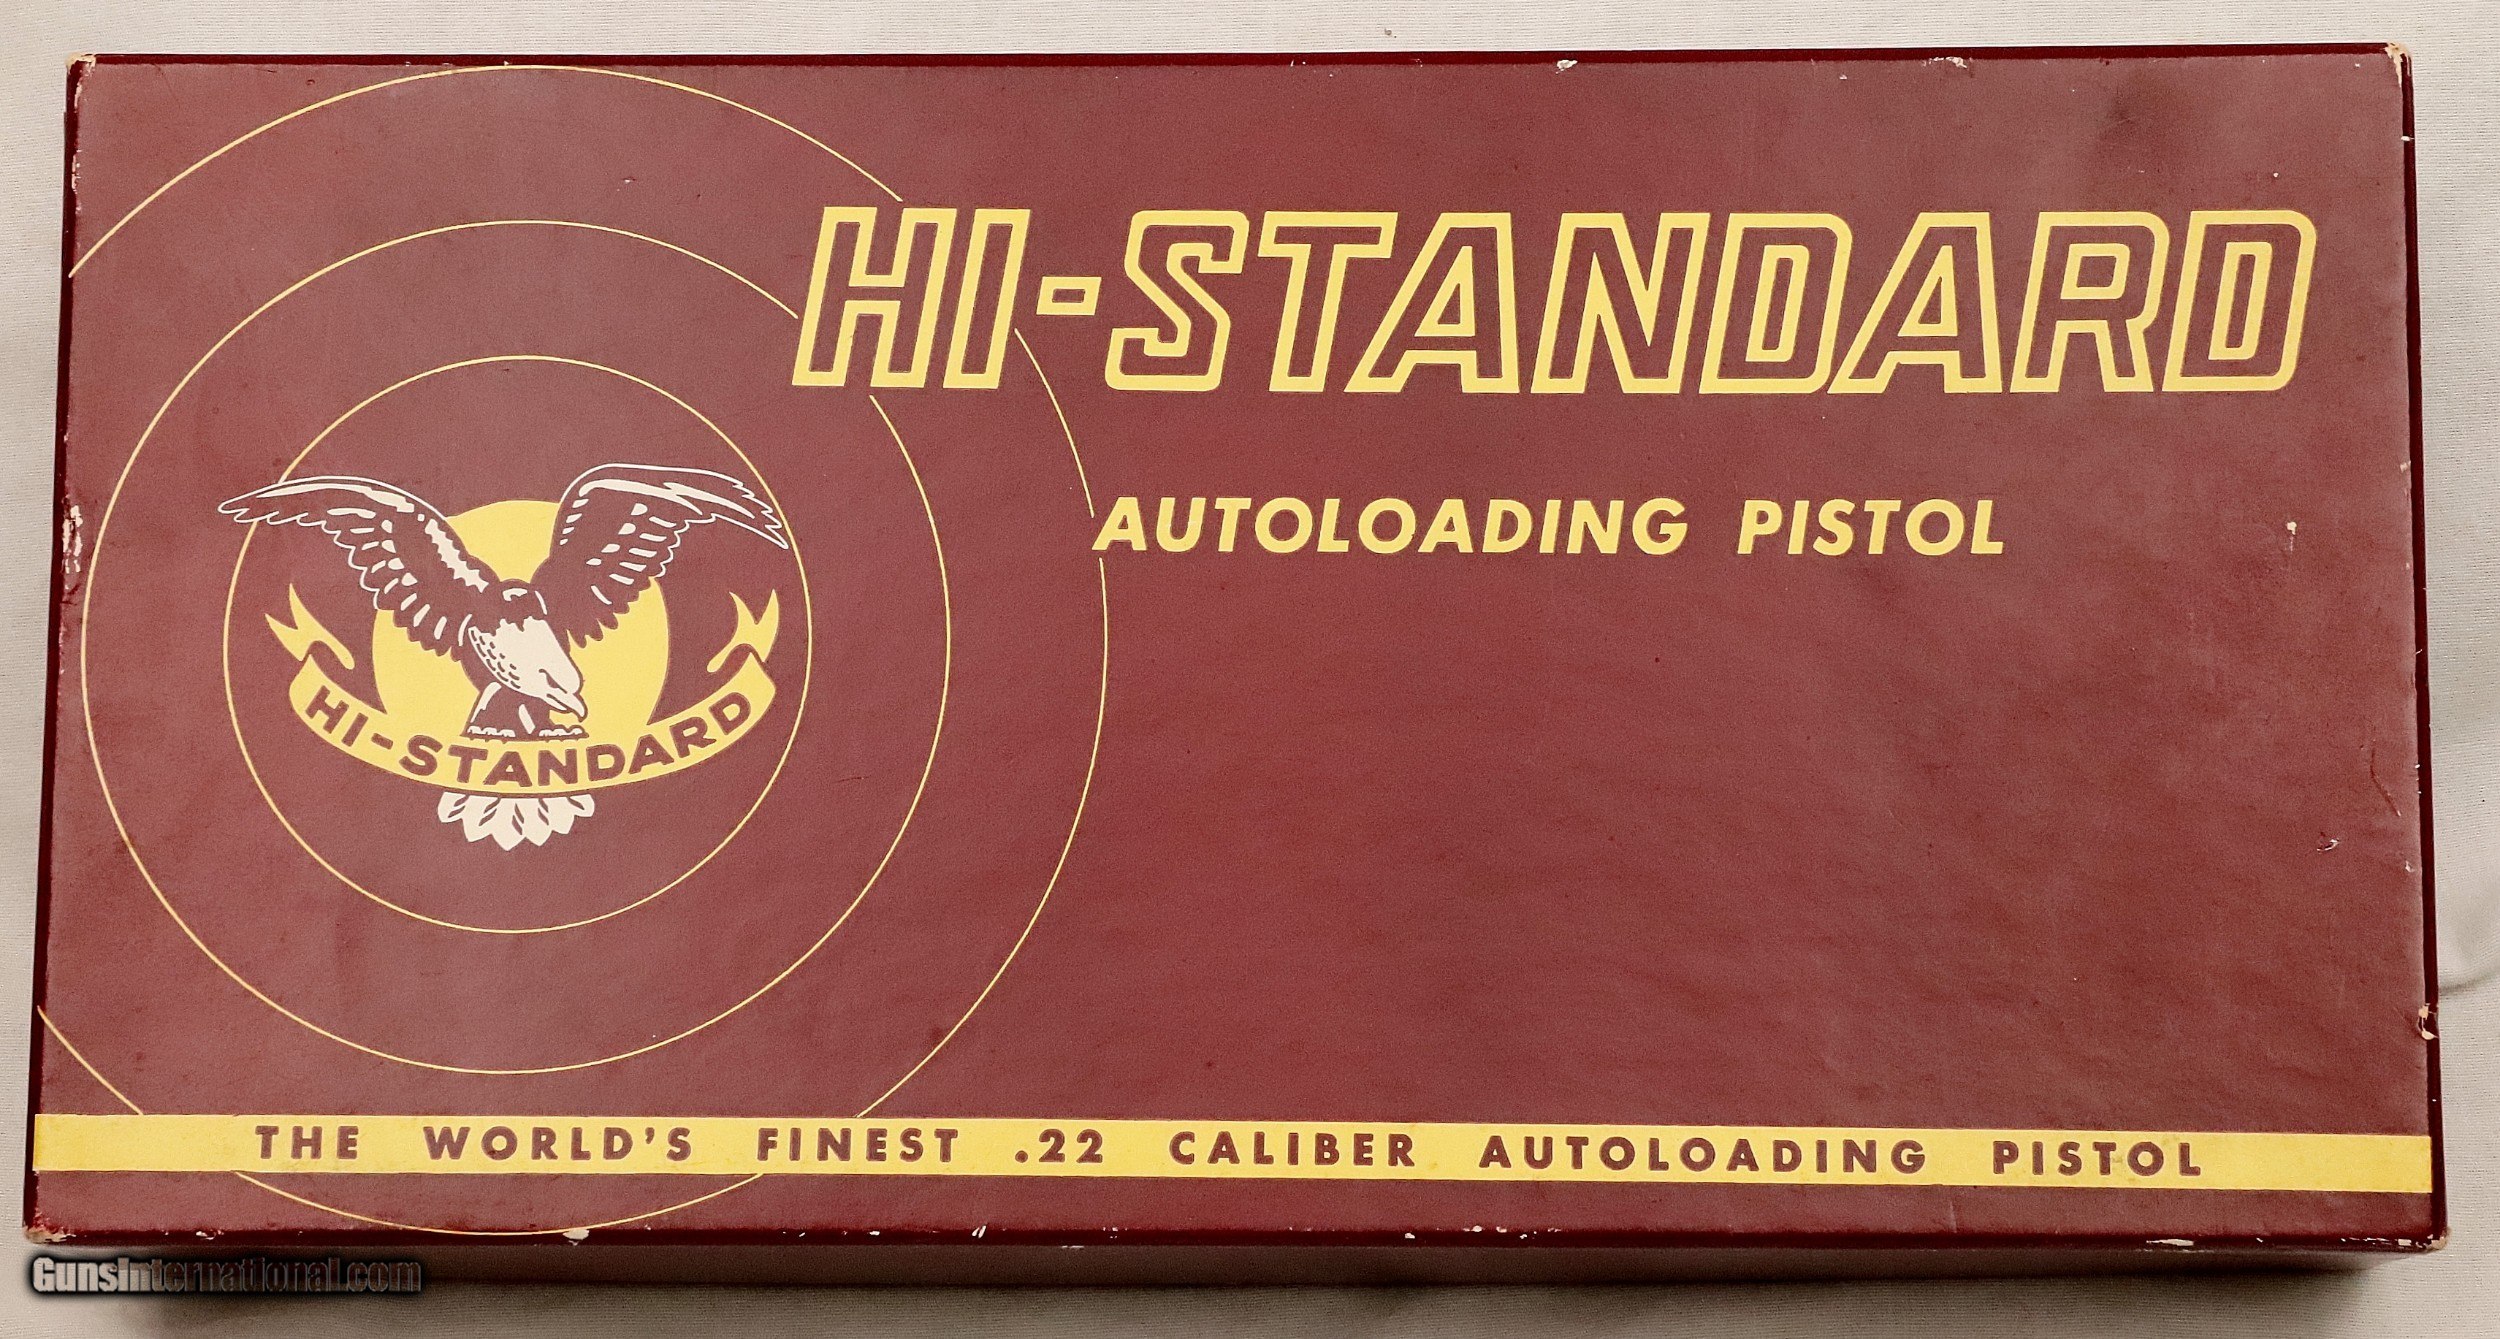 HI-STANDARD
AUTOLOADING PISTOL
HI-STANDARD
THE WORLD'S FINEST .22 CALIBER AUTOLOADING PISTOL
GunsInternational.com